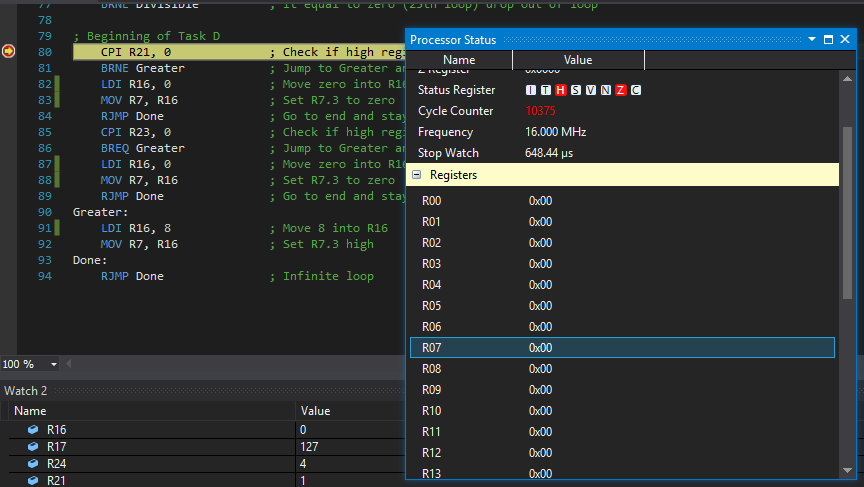 77 BRNE Divisible ; If equal to zero (25th loop) drop out of loop
78
79 ; Beginning of Task D
80 CPI R21, 0 ; Check if high regi
81 BRNE Greater ; Jump to Greater an
82 LDI R16, 0 ; Move zero into R16
83 MOV R7, R16 ; Set R7.3 to zero
84 RJMP Done ; Go to end and stay
85 CPI R23, 0 ; Check if high regi
86 BREQ Greater ; Jump to Greater an
87 LDI R16, 0 ; Move zero into R16
88 MOV R7, R16 ; Set R7.3 to zero
89 RJMP Done ; Go to end and stay
90 Greater:
91 LDI R16, 8 ; Move 8 into R16
92 MOV R7, R16 ; Set R7.3 high
93 Done:
94 RJMP Done ; Infinite loop
100 %
Watch 2
Name Value
R16 0
R17 127
R24 4
R21 1
Processor Status
Name Value
Z Register 0x0000
Status Register I T H S V N Z C
Cycle Counter 10375
Frequency 16.000 MHz
Stop Watch 648.44 µs
Registers
R00 0x00
R01 0x00
R02 0x00
R03 0x00
R04 0x00
R05 0x00
R06 0x00
R07 0x00
R08 0x00
R09 0x00
R10 0x00
R11 0x00
R12 0x00
R13 0x00